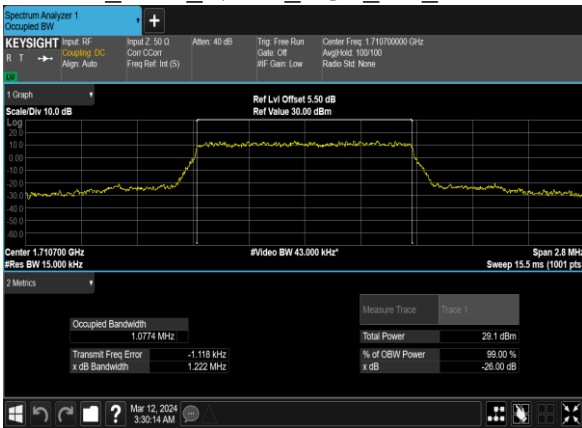 Spectrum Analyzer 1
Occupied BW
KEYSIGHT Input: RF Input Z: 50 Ω Atten: 40 dB Trig: Free Run Center Freq: 1.710700000 GHz
Coupling: DC Corr CCorr Gate: Off Avg|Hold: 100/100
R T Align: Auto Freq Ref: Int (S) #IF Gain: Low Radio Std: None
LXI
1 Graph
Ref Lvl Offset 5.50 dB
Scale/Div 10.0 dB Ref Value 30.00 dBm
Log
20.0
10.0
0.00
-10.0
-20.0
-30.0
-40.0
-50.0
-60.0
Center 1.710700 GHz #Video BW 43.000 kHz* Span 2.8 MHz
#Res BW 15.000 kHz Sweep 15.5 ms (1001 pts
2 Metrics
Measure Trace Trace 1
Occupied Bandwidth
1.0774 MHz Total Power 29.1 dBm
Transmit Freq Error -1.118 kHz % of OBW Power 99.00 %
x dB Bandwidth 1.222 MHz x dB -26.00 dB
Mar 12, 2024
3:30:14 AM